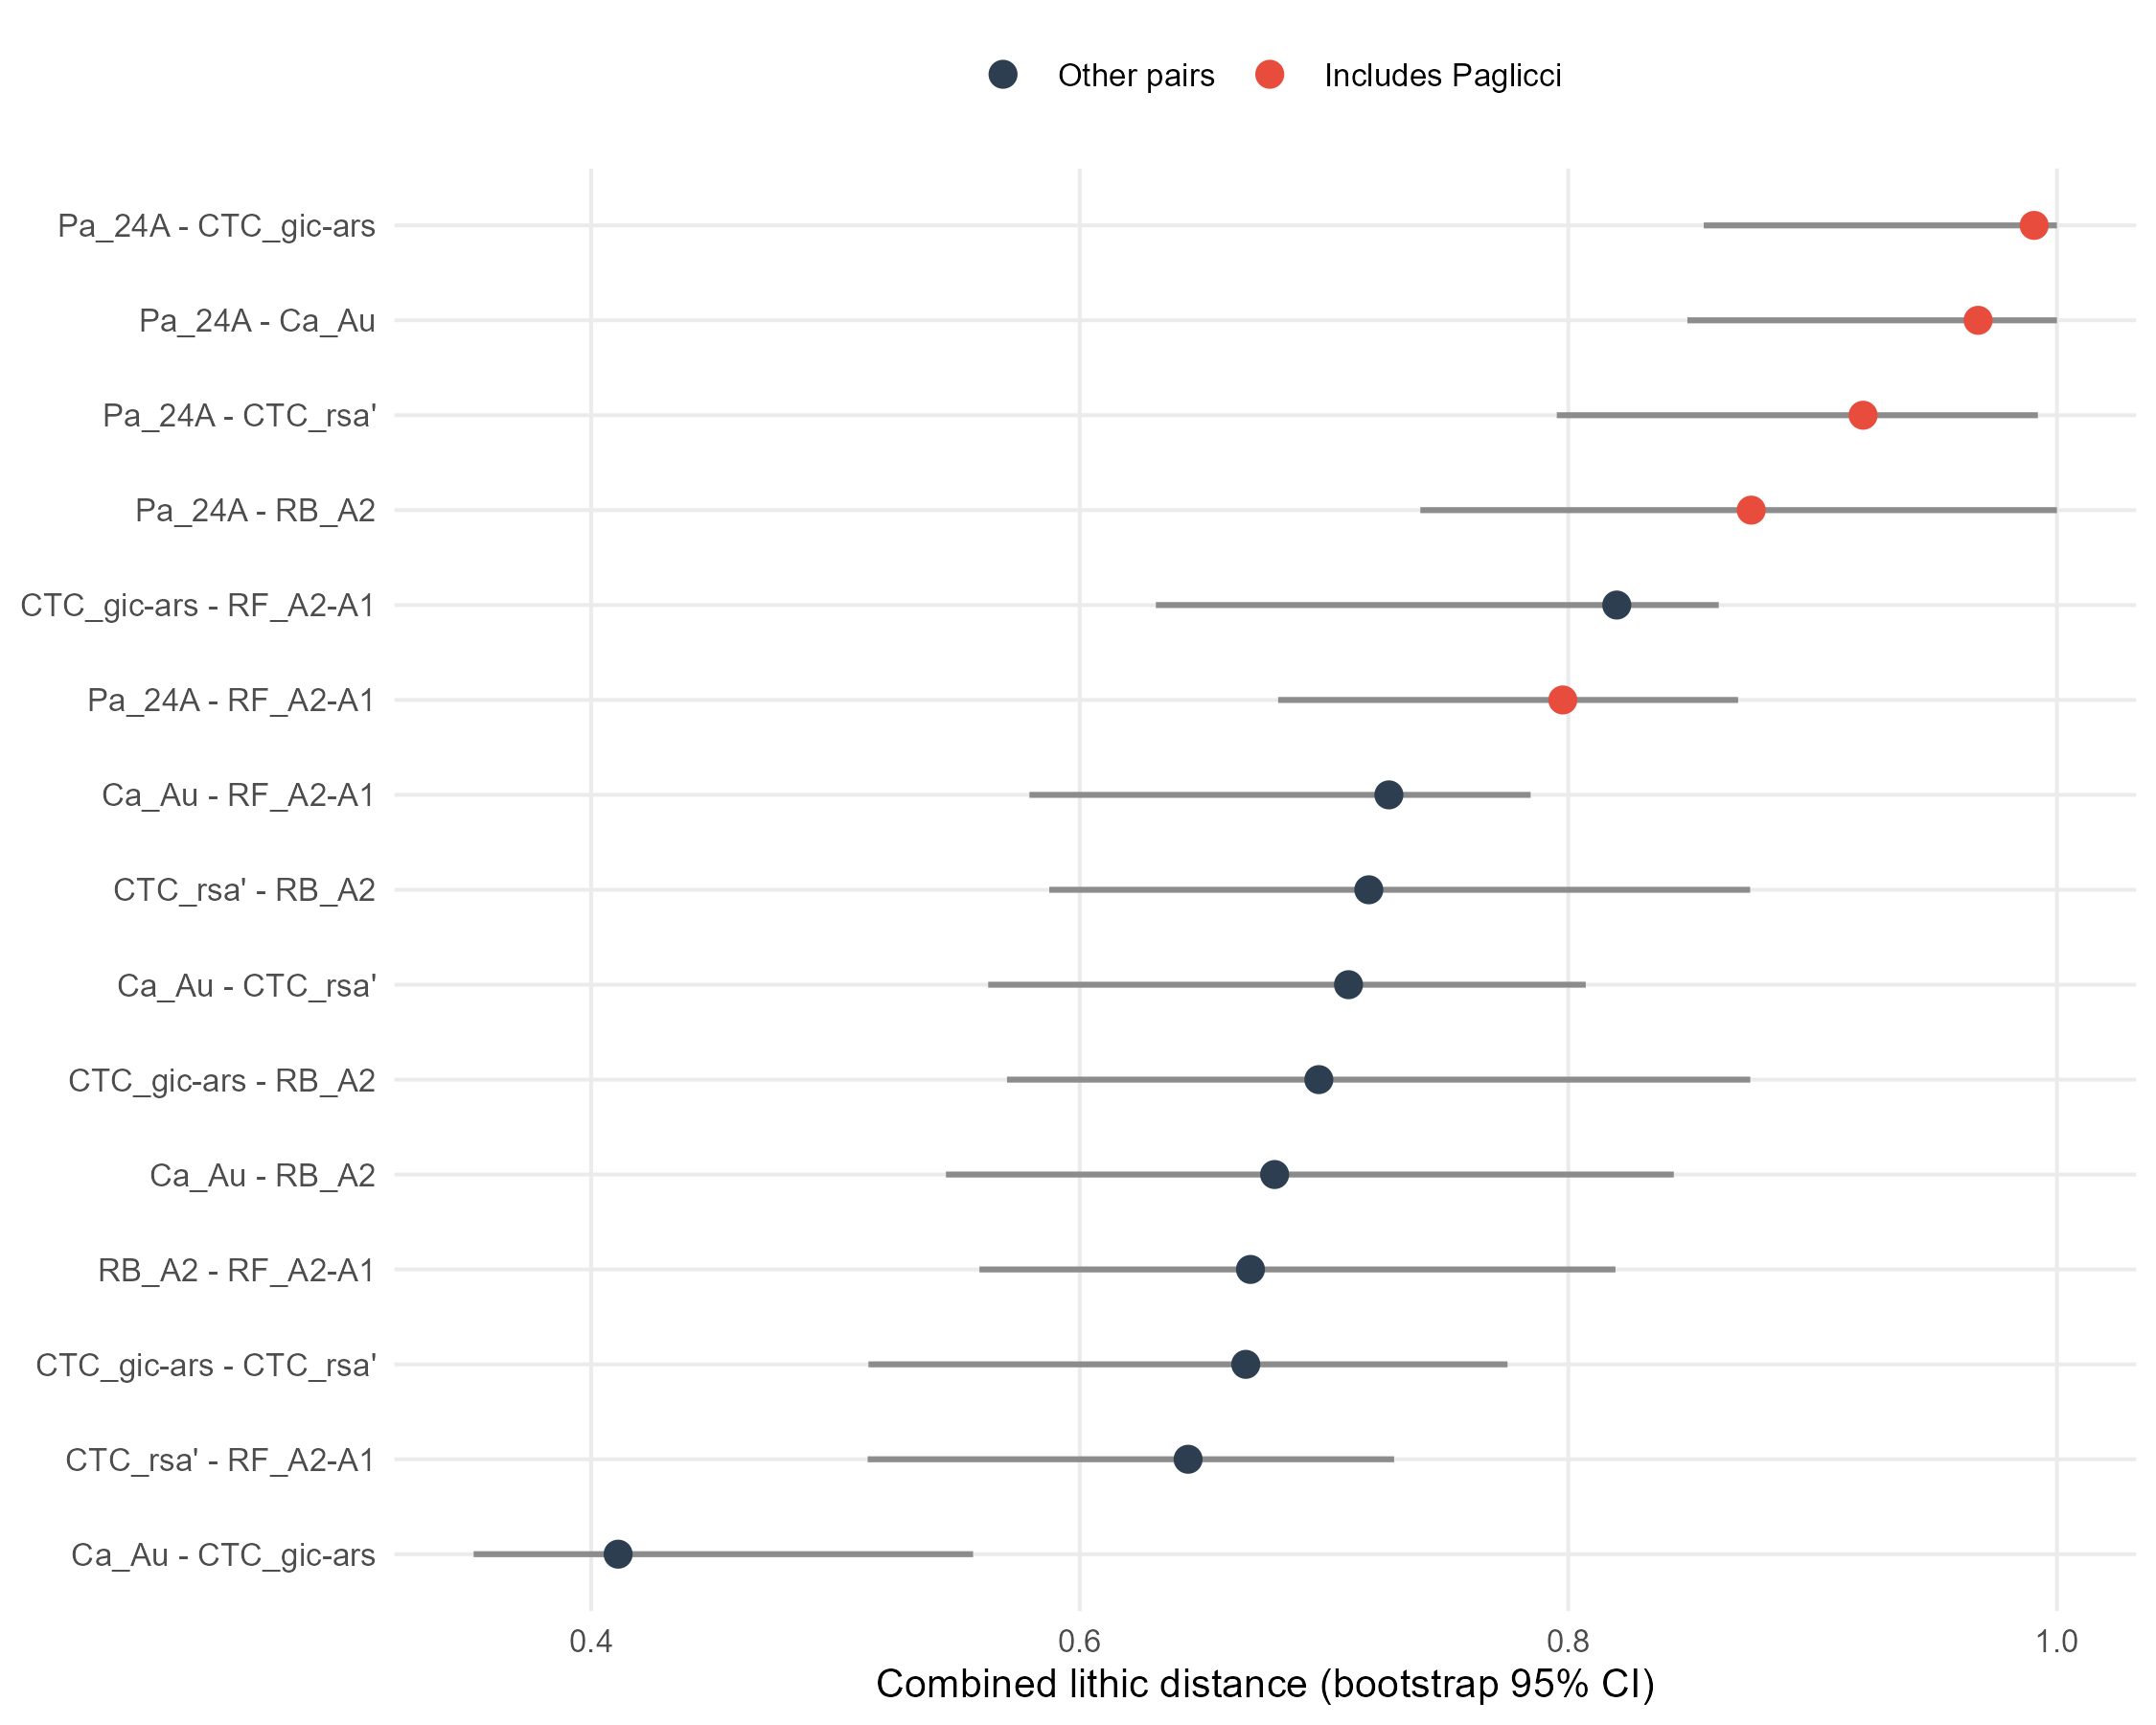 Other pairs Includes Paglicci
Pa_24A - CTC_gic-ars
Pa_24A - Ca_Au
Pa_24A - CTC_rsa'
Pa_24A - RB_A2
CTC_gic-ars - RF_A2-A1
Pa_24A - RF_A2-A1
Ca_Au - RF_A2-A1
CTC_rsa' - RB_A2
Ca_Au - CTC_rsa'
CTC_gic-ars - RB_A2
Ca_Au - RB_A2
RB_A2 - RF_A2-A1
CTC_gic-ars - CTC_rsa'
CTC_rsa' - RF_A2-A1
Ca_Au - CTC_gic-ars
0.4 0.6 0.8 1.0
Combined lithic distance (bootstrap 95% CI)